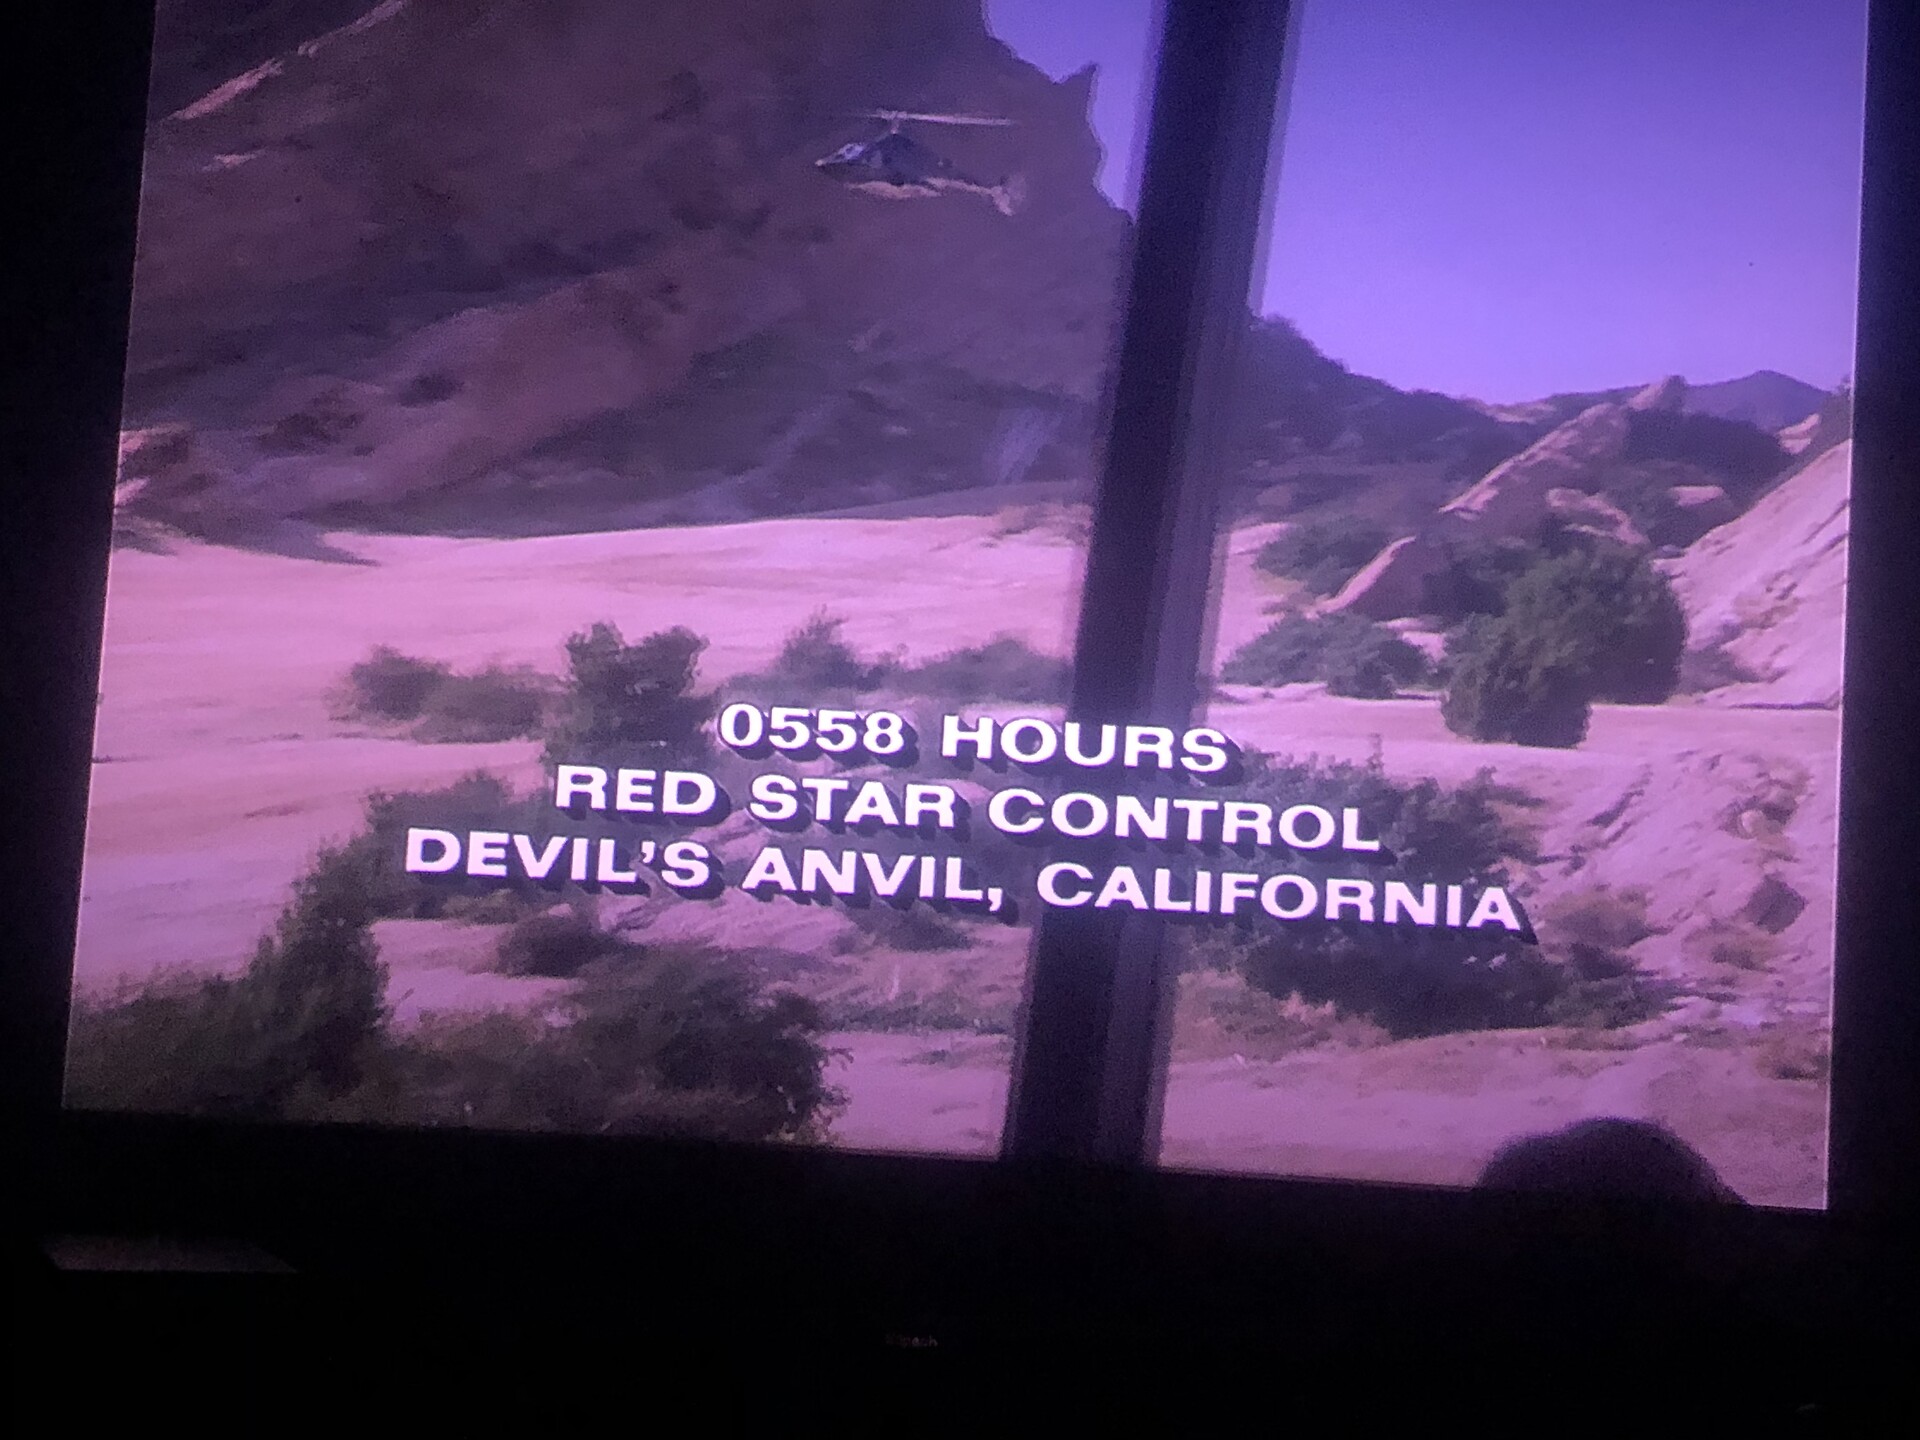 0558 HOURS
RED STAR CONTROL
DEVIL'S ANVIL, CALIFORNIA